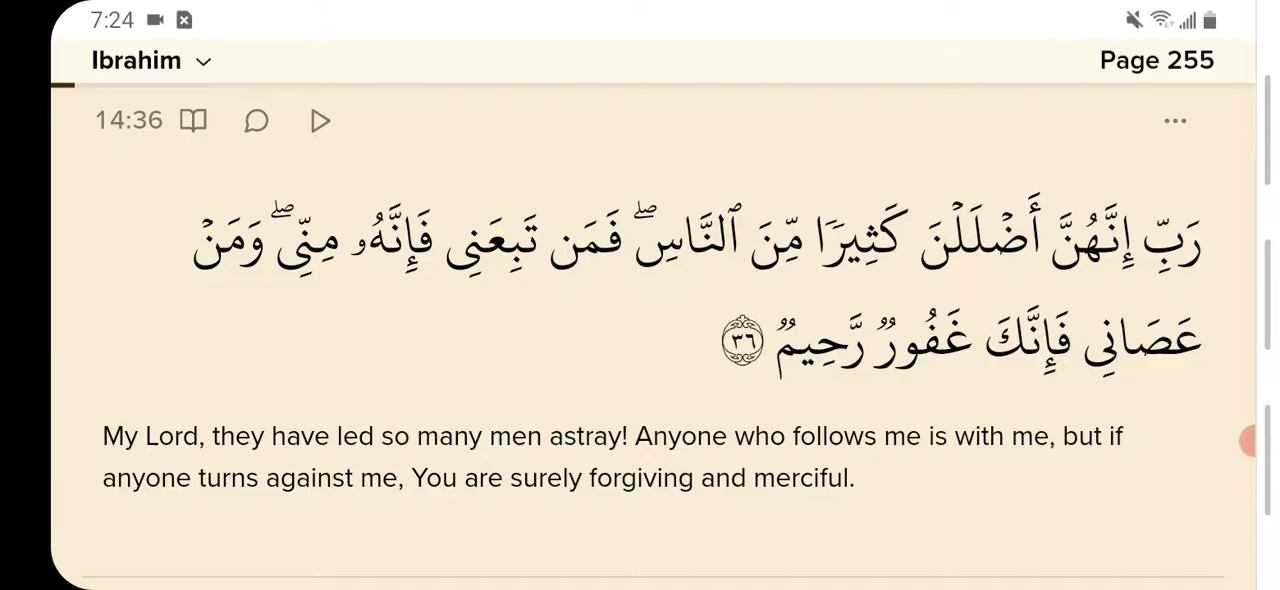 7:24
Ibrahim
Page 255
14:36
رَبِّ إِنَّهُنَّ أَضۡلَلۡنَ كَثِيرٗا مِّنَ ٱلنَّاسِۖ فَمَن تَبِعَنِي فَإِنَّهُۥ مِنِّيۖ وَمَنۡ
عَصَانِي فَإِنَّكَ غَفُورٞ رَّحِيمٞ ٣٦
My Lord, they have led so many men astray! Anyone who follows me is with me, but if
anyone turns against me, You are surely forgiving and merciful.